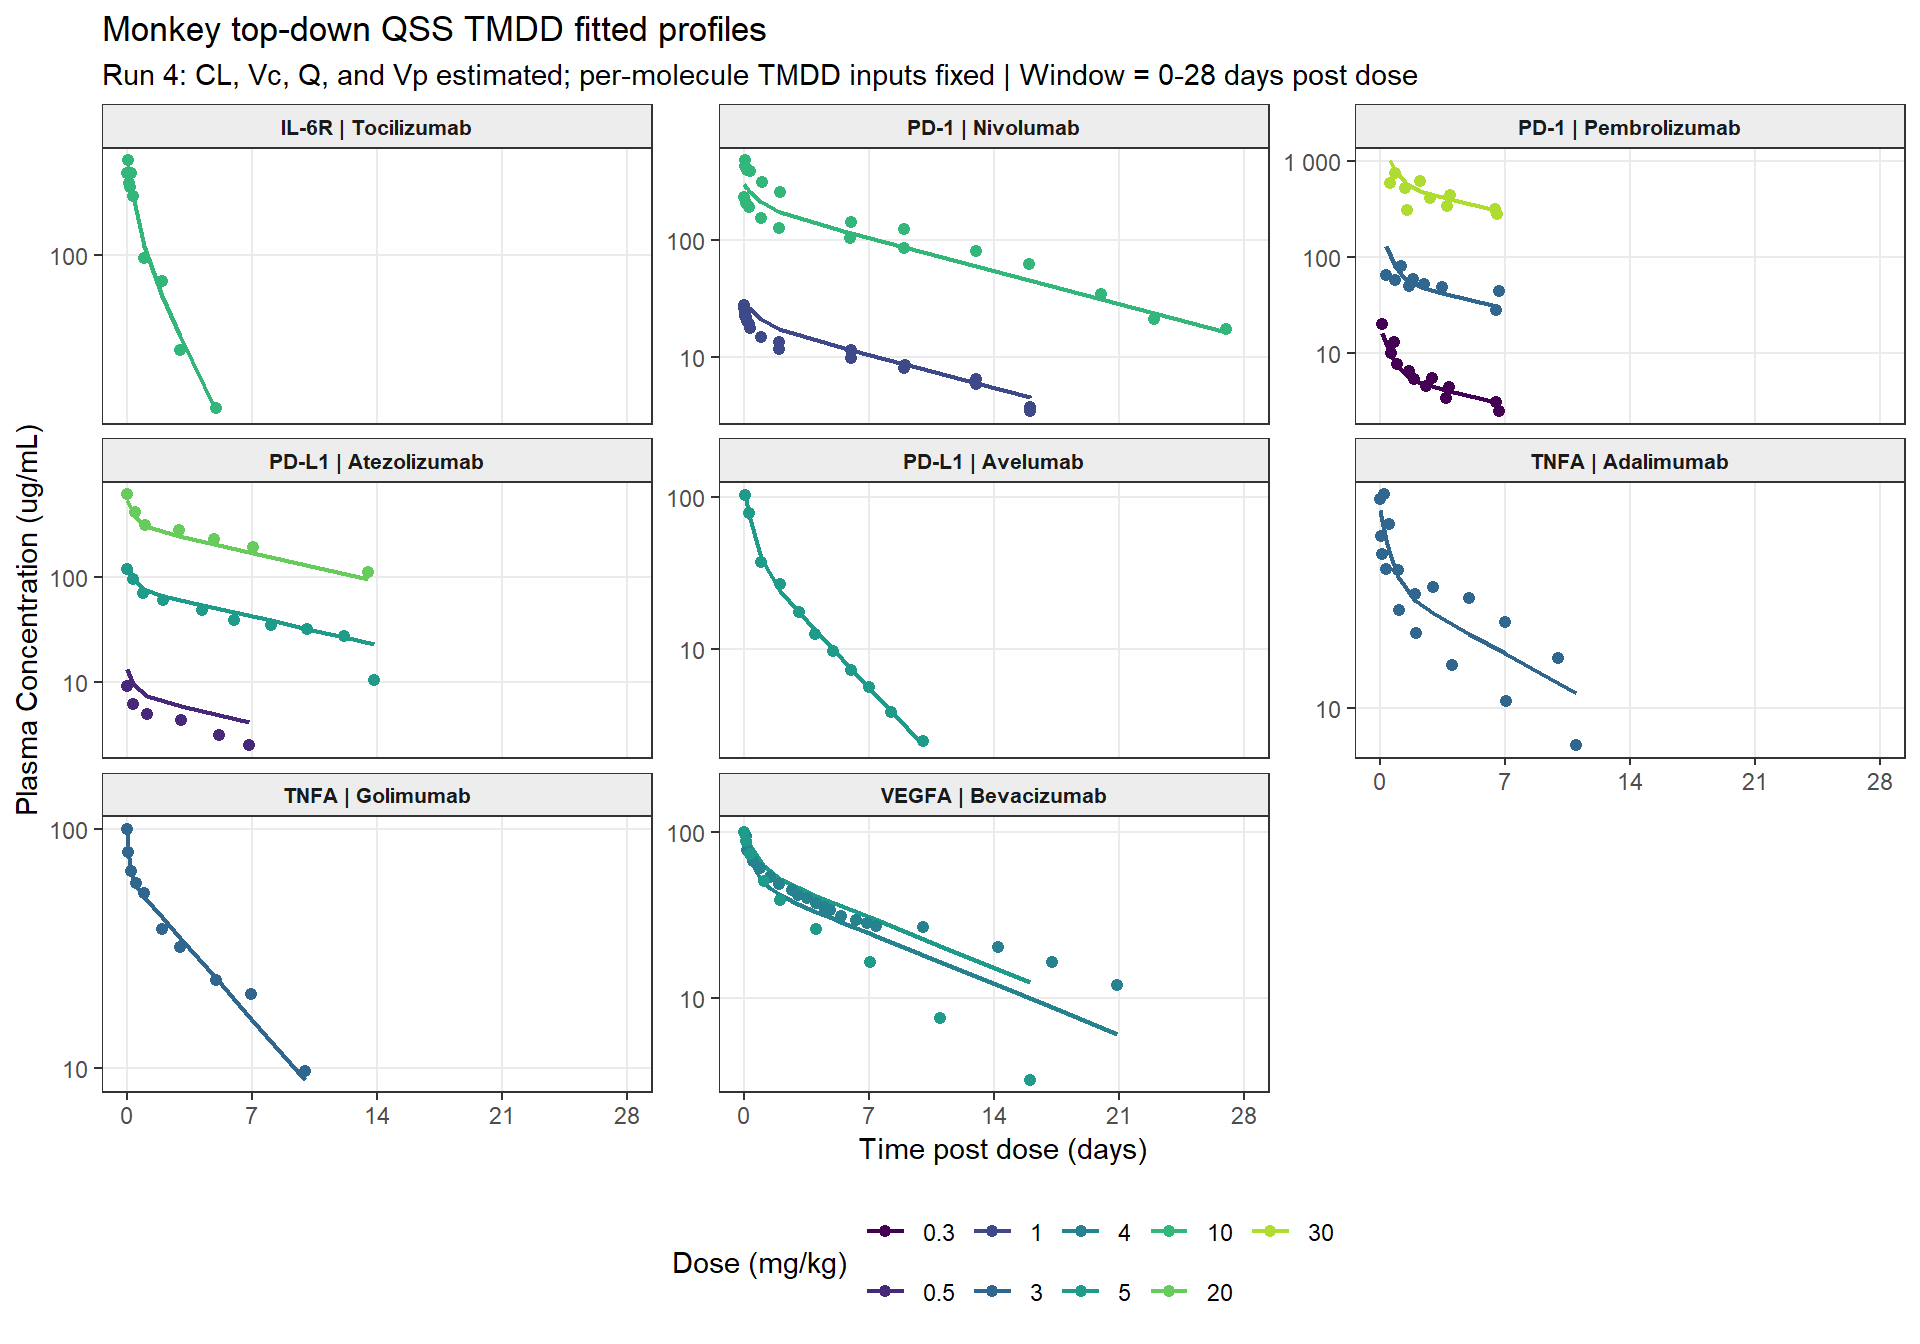 Monkey top-down QSS TMDD fitted profiles
Run 4: CL, Vc, Q, and Vp estimated; per-molecule TMDD inputs fixed | Window = 0-28 days post dose
IL-6R | Tocilizumab
PD-1 | Nivolumab
PD-1 | Pembrolizumab
100
100
10
1 000
100
10
PD-L1 | Atezolizumab
PD-L1 | Avelumab
TNFA | Adalimumab
100
10
100
10
10
0 7 14 21 28
TNFA | Golimumab
VEGFA | Bevacizumab
100
10
100
10
0 7 14 21 28
0 7 14 21 28
Plasma Concentration (ug/mL)
Time post dose (days)
Dose (mg/kg)
0.3 1 4 10 30
0.5 3 5 20